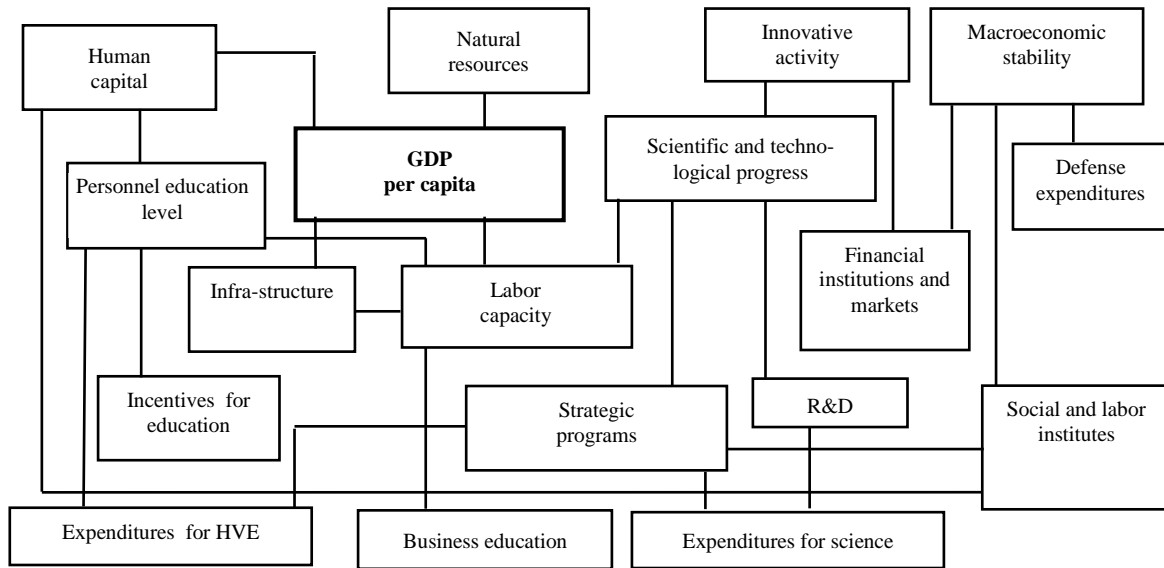 Human
capital
Natural
resources
Innovative
activity
Macroeconomic
stability
GDP
per capita
Scientific and techno-
logical progress
Defense
expenditures
Personnel education
level
Financial
institutions and
markets
Infra-structure
Labor
capacity
Incentives for
education
Strategic
programs
R&D
Social and labor
institutes
Expenditures for HVE
Business education
Expenditures for science